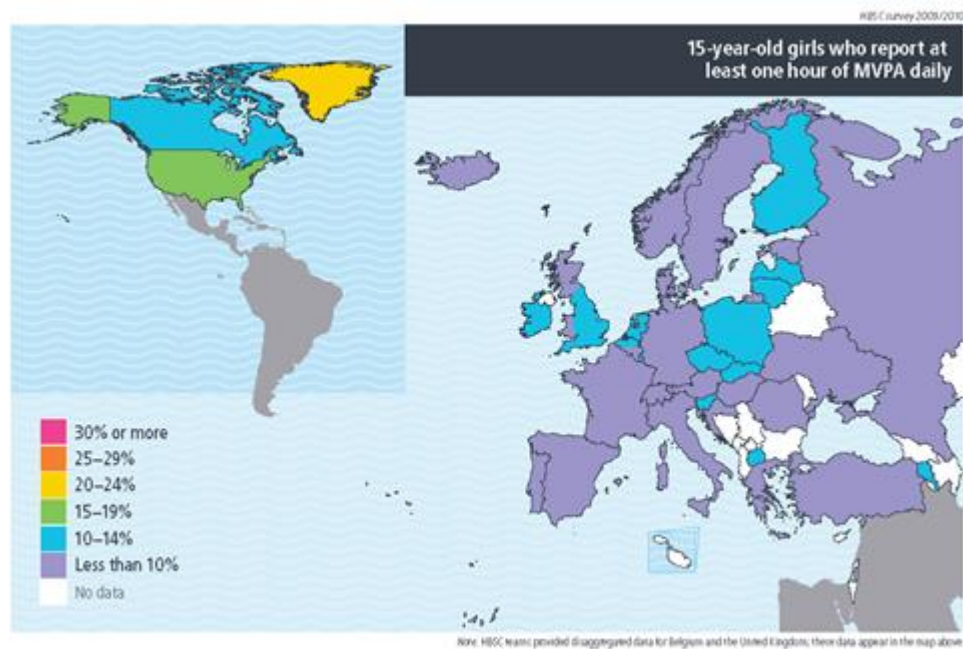 HBSC survey 2009/2010
15-year-old girls who report at
least one hour of MVPA daily
30% or more
25–29%
20–24%
15–19%
10–14%
Less than 10%
No data
Note. HBSC teams provided disaggregated data for Belgium and the United Kingdom; these data appear in the map above